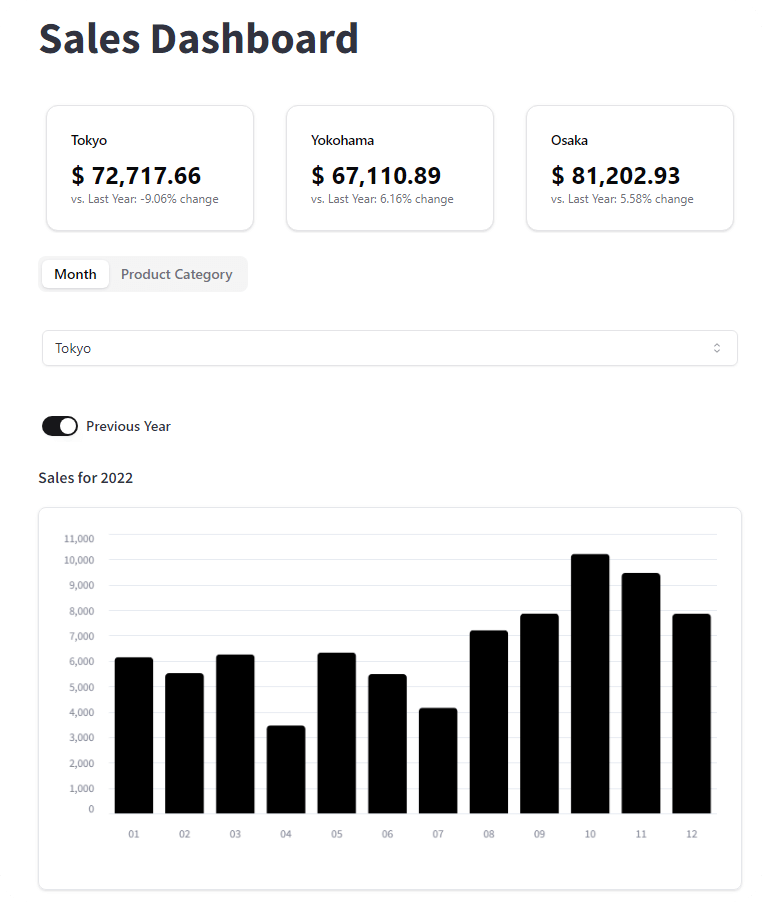 Sales Dashboard
Tokyo
$ 72,717.66
vs. Last Year: -9.06% change
Yokohama
$ 67,110.89
vs. Last Year: 6.16% change
Osaka
$ 81,202.93
vs. Last Year: 5.58% change
Month Product Category
Tokyo
Previous Year
Sales for 2022
11,000
10,000
9,000
8,000
7,000
6,000
5,000
4,000
3,000
2,000
1,000
0
01 02 03 04 05 06 07 08 09 10 11 12